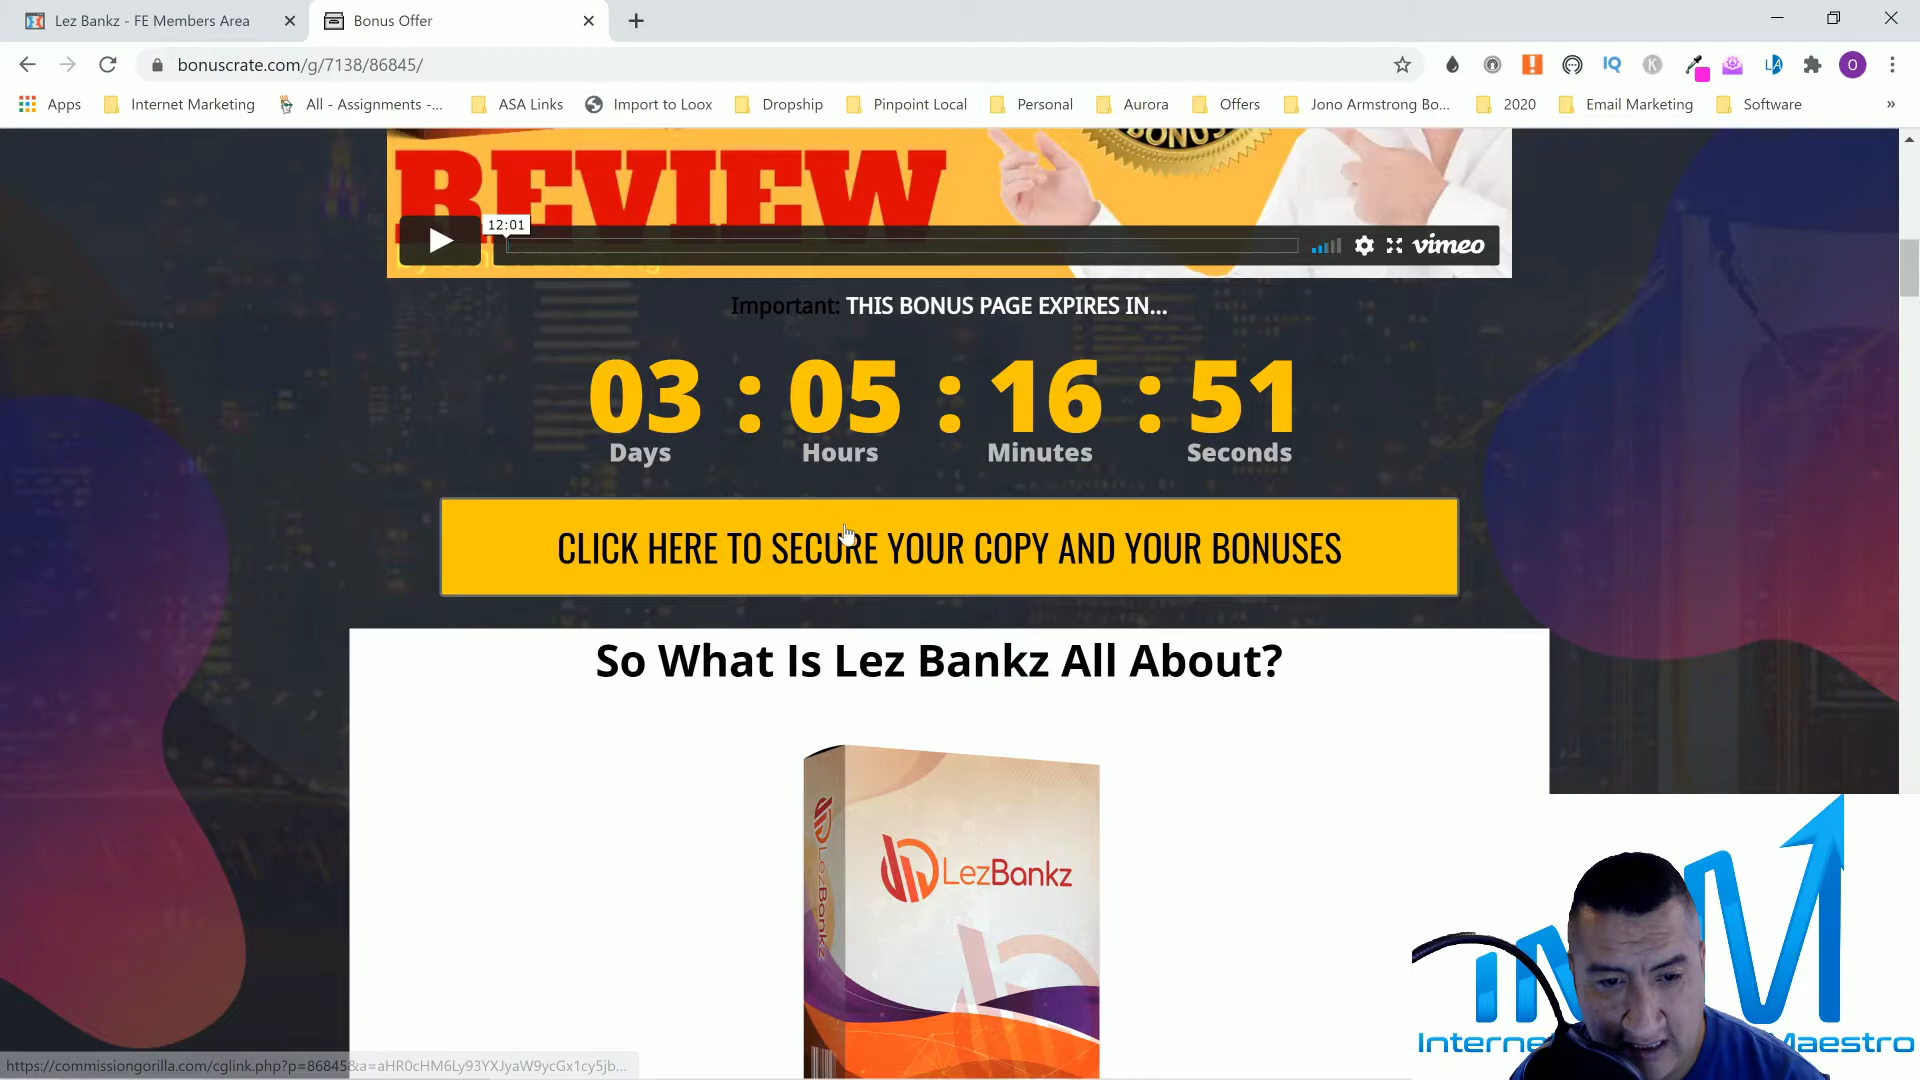 Lez Bankz - FE Members Area
Bonus Offer
bonuscrate.com/g/7138/86845/
Apps
Internet Marketing
All - Assignments -...
ASA Links
Import to Loox
Dropship
Pinpoint Local
Personal
Aurora
Offers
Jono Armstrong Bo...
2020
Email Marketing
Software
»
BONUS
REVIEW
12:01
vimeo
Important: THIS BONUS PAGE EXPIRES IN...
03 : 05 : 16 : 51
Days Hours Minutes Seconds
CLICK HERE TO SECURE YOUR COPY AND YOUR BONUSES
So What Is Lez Bankz All About?
LezBankz
LezBankz
https://commissiongorilla.com/cglink.php?p=86845&a=aHR0cHM6Ly93YXJyaW9ycGx1cy5jb...